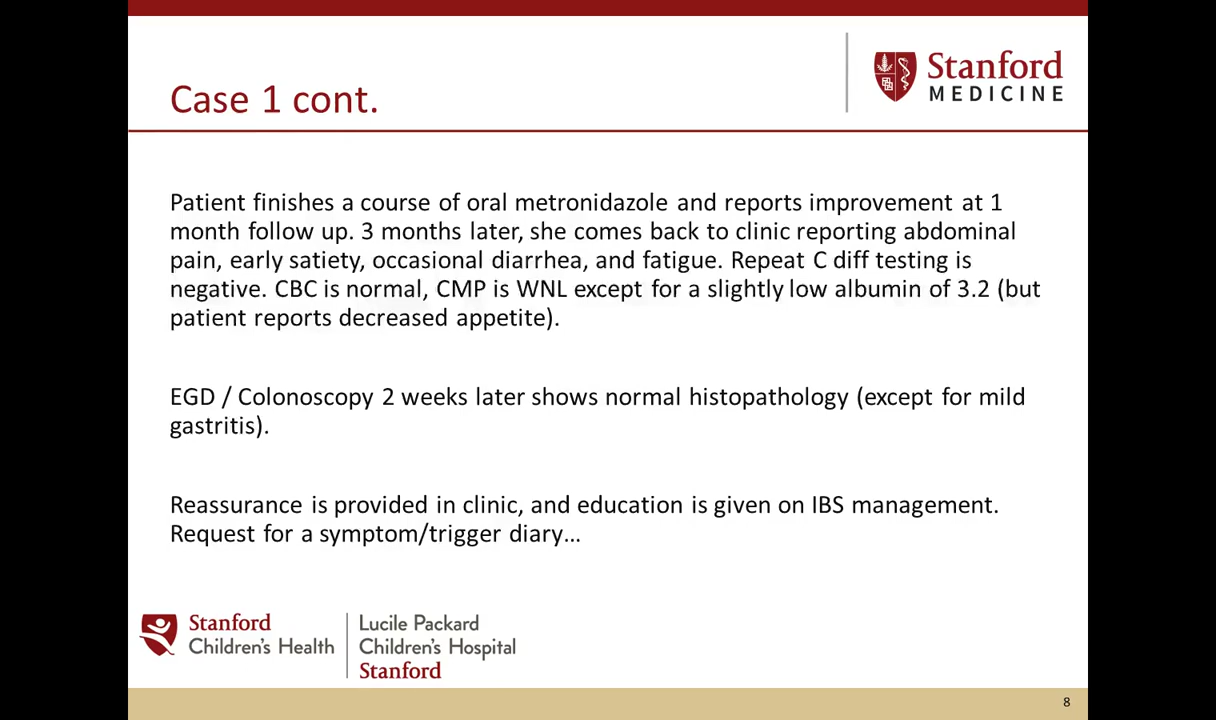 Stanford
MEDICINE
Case 1 cont.
Patient finishes a course of oral metronidazole and reports improvement at 1
month follow up. 3 months later, she comes back to clinic reporting abdominal
pain, early satiety, occasional diarrhea, and fatigue. Repeat C diff testing is
negative. CBC is normal, CMP is WNL except for a slightly low albumin of 3.2 (but
patient reports decreased appetite).
EGD / Colonoscopy 2 weeks later shows normal histopathology (except for mild
gastritis).
Reassurance is provided in clinic, and education is given on IBS management.
Request for a symptom/trigger diary…
Stanford
Children's Health
Lucile Packard
Children's Hospital
Stanford
8